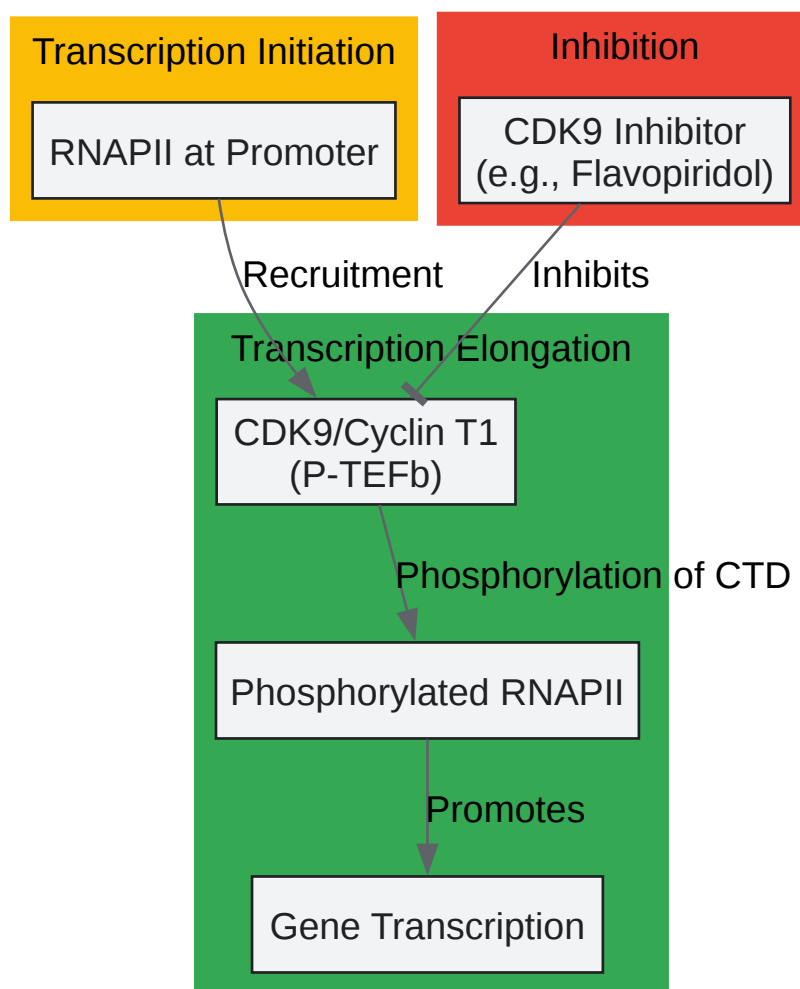 Transcription Initiation
RNAPII at Promoter
Inhibition
CDK9 Inhibitor
(e.g., Flavopiridol)
Recruitment
Inhibits
Transcription Elongation
CDK9/Cyclin T1
(P-TEFb)
Phosphorylation of CTD
Phosphorylated RNAPII
Promotes
Gene Transcription